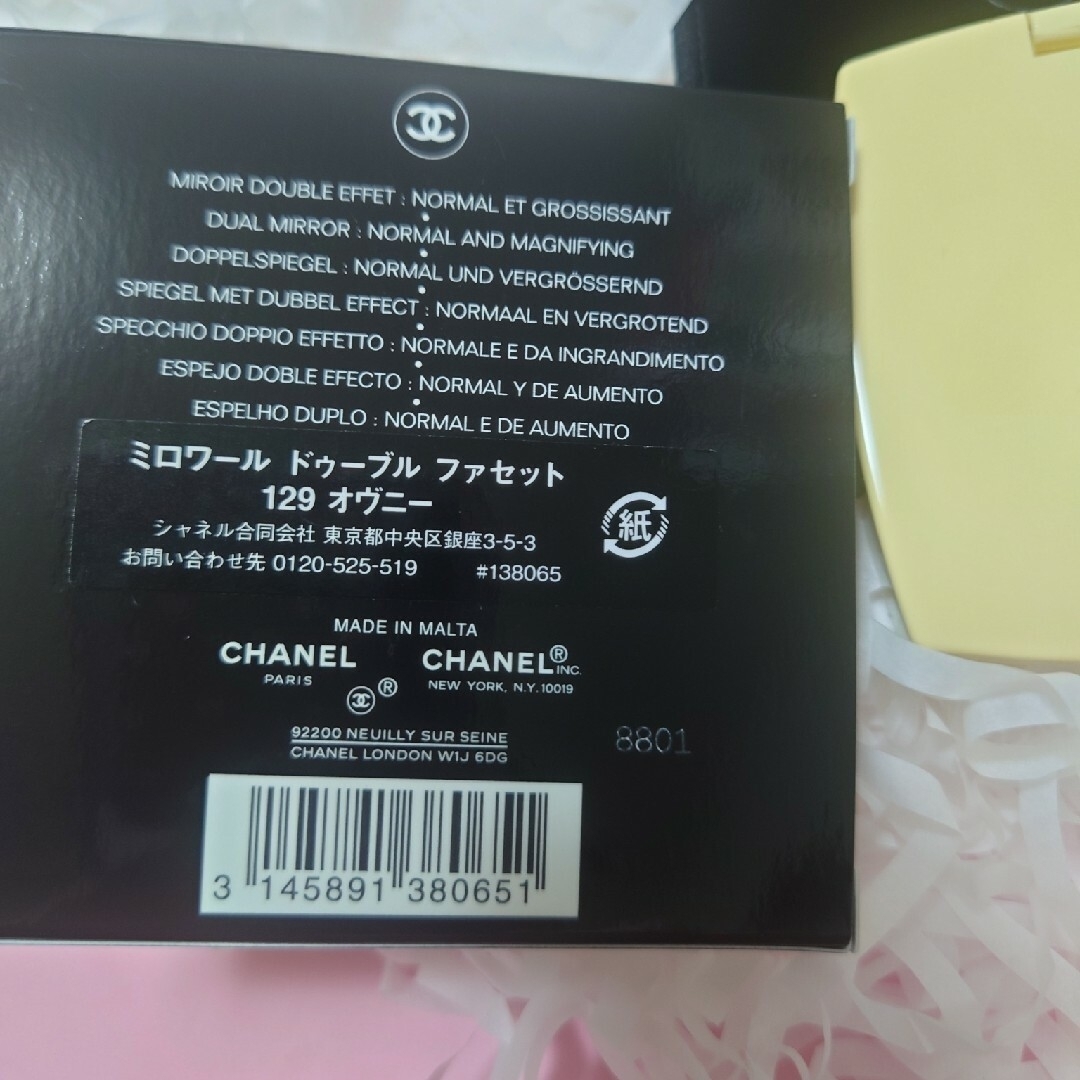 MIROIR DOUBLE EFFET : NORMAL ET GROSSISSANT
DUAL MIRROR : NORMAL AND MAGNIFYING
DOPPELSPIEGEL : NORMAL UND VERGRÖSSERND
SPIEGEL MET DUBBEL EFFECT : NORMAAL EN VERGROTEND
SPECCHIO DOPPIO EFFETTO : NORMALE E DA INGRANDIMENTO
ESPEJO DOBLE EFECTO : NORMAL Y DE AUMENTO
ESPELHO DUPLO : NORMAL E DE AUMENTO
ミロワール ドゥーブル ファセット
129 オヴニー
シャネル合同会社 東京都中央区銀座3-5-3
お問い合わせ先 0120-525-519 #138065
紙
MADE IN MALTA
CHANEL CHANEL® INC.
PARIS NEW YORK, N.Y. 10019
®
92200 NEUILLY SUR SEINE
CHANEL LONDON W1J 6DG
8801
3 145891 380651